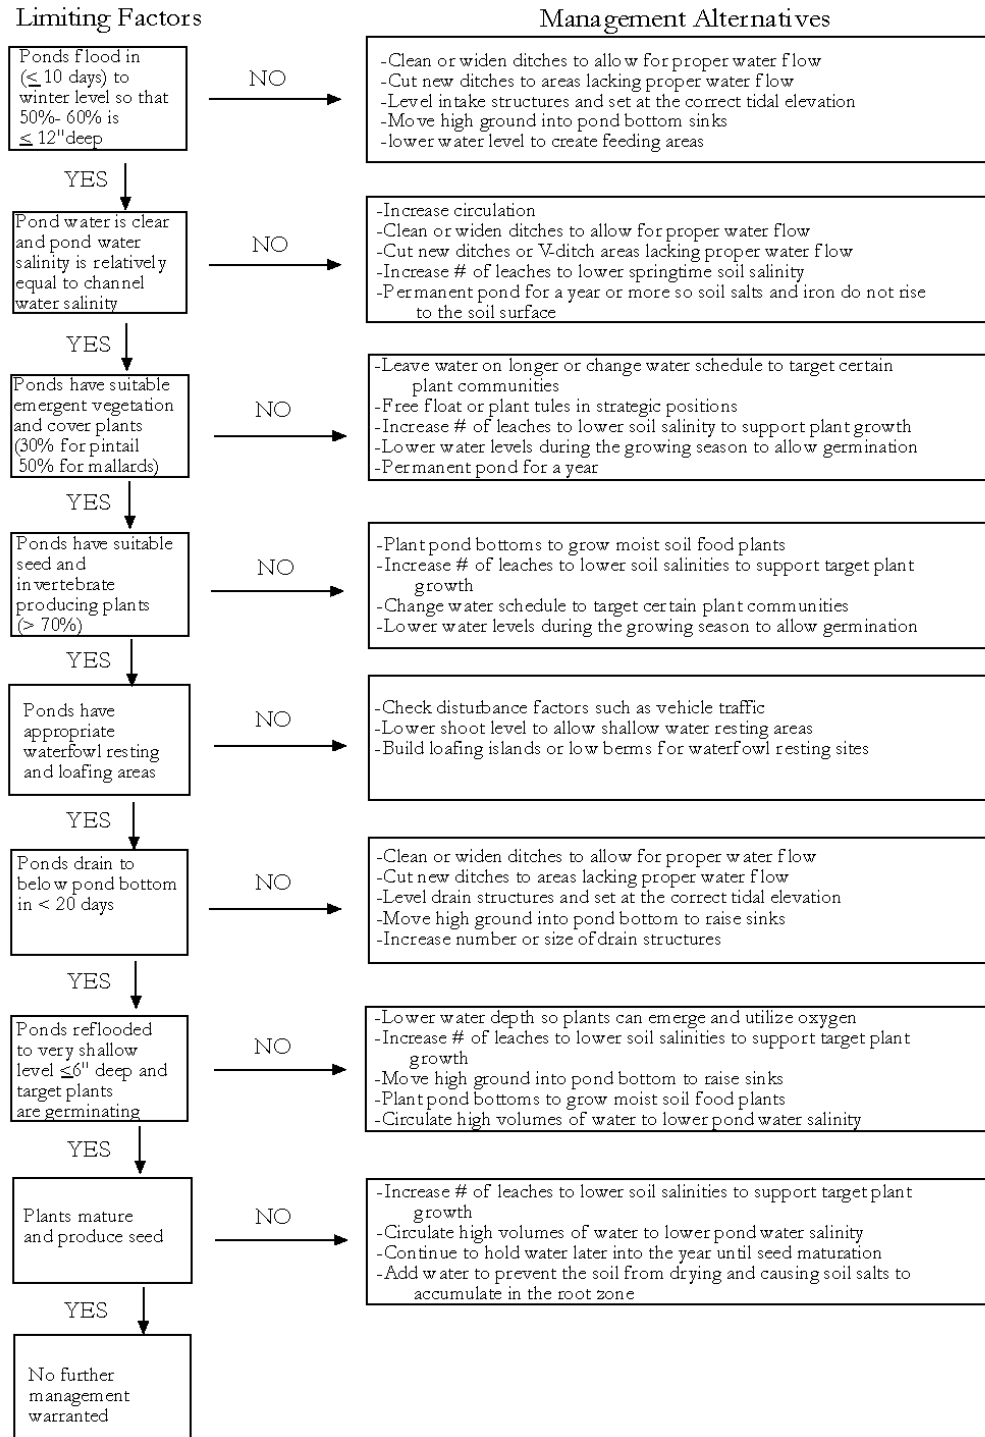 Limiting Factors
Management Alternatives
Ponds flood in
(≤ 10 days) to
winter level so that
50%- 60% is
≤ 12" deep
NO
-Clean or widen ditches to allow for proper water flow
-Cut new ditches to areas lacking proper water flow
-Level intake structures and set at the correct tidal elevation
-Move high ground into pond bottom sinks
-lower water level to create feeding areas
YES
Pond water is clear
and pond water
salinity is relatively
equal to channel
water salinity
NO
-Increase circulation
-Clean or widen ditches to allow for proper water flow
-Cut new ditches or V-ditch areas lacking proper water flow
-Increase # of leaches to lower springtime soil salinity
-Permanent pond for a year or more so soil salts and iron do not rise
to the soil surface
YES
Ponds have suitable
emergent vegetation
and cover plants
(30% for pintail
50% for mallards)
NO
-Leave water on longer or change water schedule to target certain
plant communities
-Free float or plant tules in strategic positions
-Increase # of leaches to lower soil salinity to support plant growth
-Lower water levels during the growing season to allow germination
-Permanent pond for a year
YES
Ponds have suitable
seed and
invertebrate
producing plants
(> 70%)
NO
-Plant pond bottoms to grow moist soil food plants
-Increase # of leaches to lower soil salinities to support target plant
growth
-Change water schedule to target certain plant communities
-Lower water levels during the growing season to allow germination
YES
Ponds have
appropriate
waterfowl resting
and loafing areas
NO
-Check disturbance factors such as vehicle traffic
-Lower shoot level to allow shallow water resting areas
-Build loafing islands or low berms for waterfowl resting sites
YES
Ponds drain to
below pond bottom
in < 20 days
NO
-Clean or widen ditches to allow for proper water flow
-Cut new ditches to areas lacking proper water flow
-Level drain structures and set at the correct tidal elevation
-Move high ground into pond bottom to raise sinks
-Increase number or size of drain structures
YES
Ponds reflooded
to very shallow
level ≤6" deep and
target plants
are germinating
NO
-Lower water depth so plants can emerge and utilize oxygen
-Increase # of leaches to lower soil salinities to support target plant
growth
-Move high ground into pond bottom to raise sinks
-Plant pond bottoms to grow moist soil food plants
-Circulate high volumes of water to lower pond water salinity
YES
Plants mature
and produce seed
NO
-Increase # of leaches to lower soil salinities to support target plant
growth
-Circulate high volumes of water to lower pond water salinity
-Continue to hold water later into the year until seed maturation
-Add water to prevent the soil from drying and causing soil salts to
accumulate in the root zone
YES
No further
management
warranted